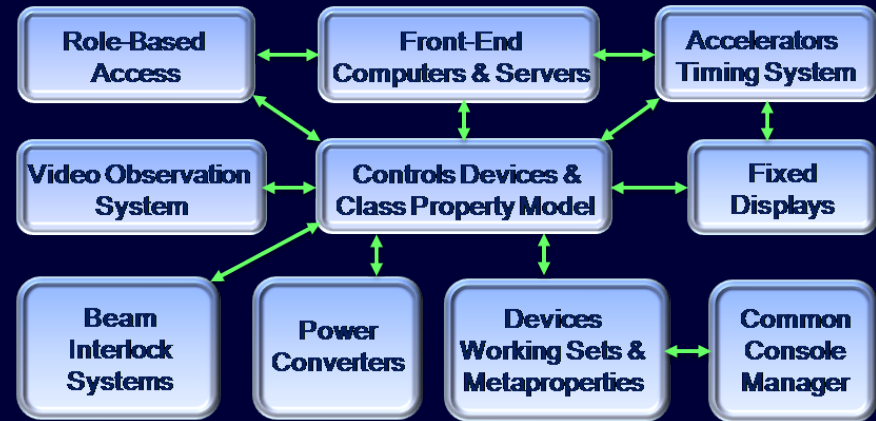 Role-Based
Access
Front-End
Computers & Servers
Accelerators
Timing System
Video Observation
System
Controls Devices &
Class Property Model
Fixed
Displays
Beam
Interlock
Systems
Power
Converters
Devices
Working Sets &
Metaproperties
Common
Console
Manager